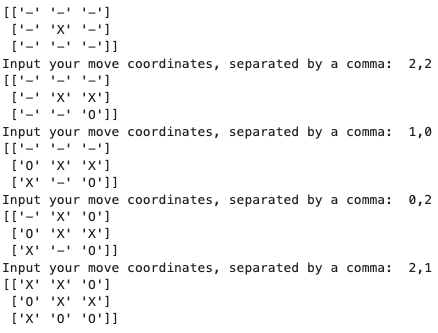 [['-' '-' '-']
 ['-' 'X' '-']
 ['-' '-' '-']]
Input your move coordinates, separated by a comma:  2,2
[['-' '-' '-']
 ['-' 'X' 'X']
 ['-' '-' 'O']]
Input your move coordinates, separated by a comma:  1,0
[['-' '-' '-']
 ['O' 'X' 'X']
 ['X' '-' 'O']]
Input your move coordinates, separated by a comma:  0,2
[['-' 'X' 'O']
 ['O' 'X' 'X']
 ['X' '-' 'O']]
Input your move coordinates, separated by a comma:  2,1
[['X' 'X' 'O']
 ['O' 'X' 'X']
 ['X' 'O' 'O']]